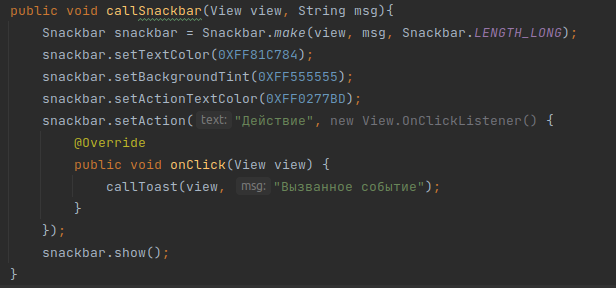 public void callSnackbar(View view, String msg){
Snackbar snackbar = Snackbar.make(view, msg, Snackbar.LENGTH_LONG);
snackbar.setTextColor(0XFF81C784);
snackbar.setBackgroundTint(0XFF555555);
snackbar.setActionTextColor(0XFF0277BD);
snackbar.setAction( text: "Действие", new View.OnClickListener() {
@Override
public void onClick(View view) {
callToast(view, msg: "Вызванное событие");
}
});
snackbar.show();
}